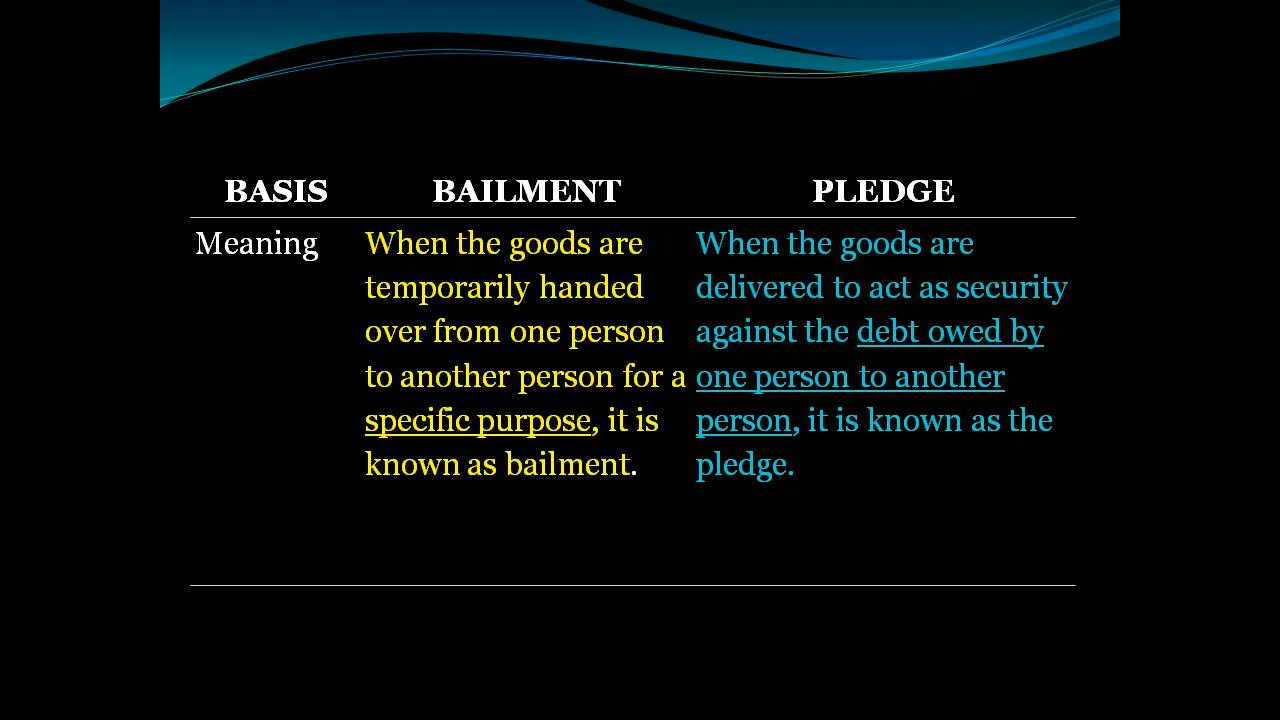 BASIS BAILMENT PLEDGE
Meaning
When the goods are
temporarily handed
over from one person
to another person for a
specific purpose, it is
known as bailment.
When the goods are
delivered to act as security
against the debt owed by
one person to another
person, it is known as the
pledge.